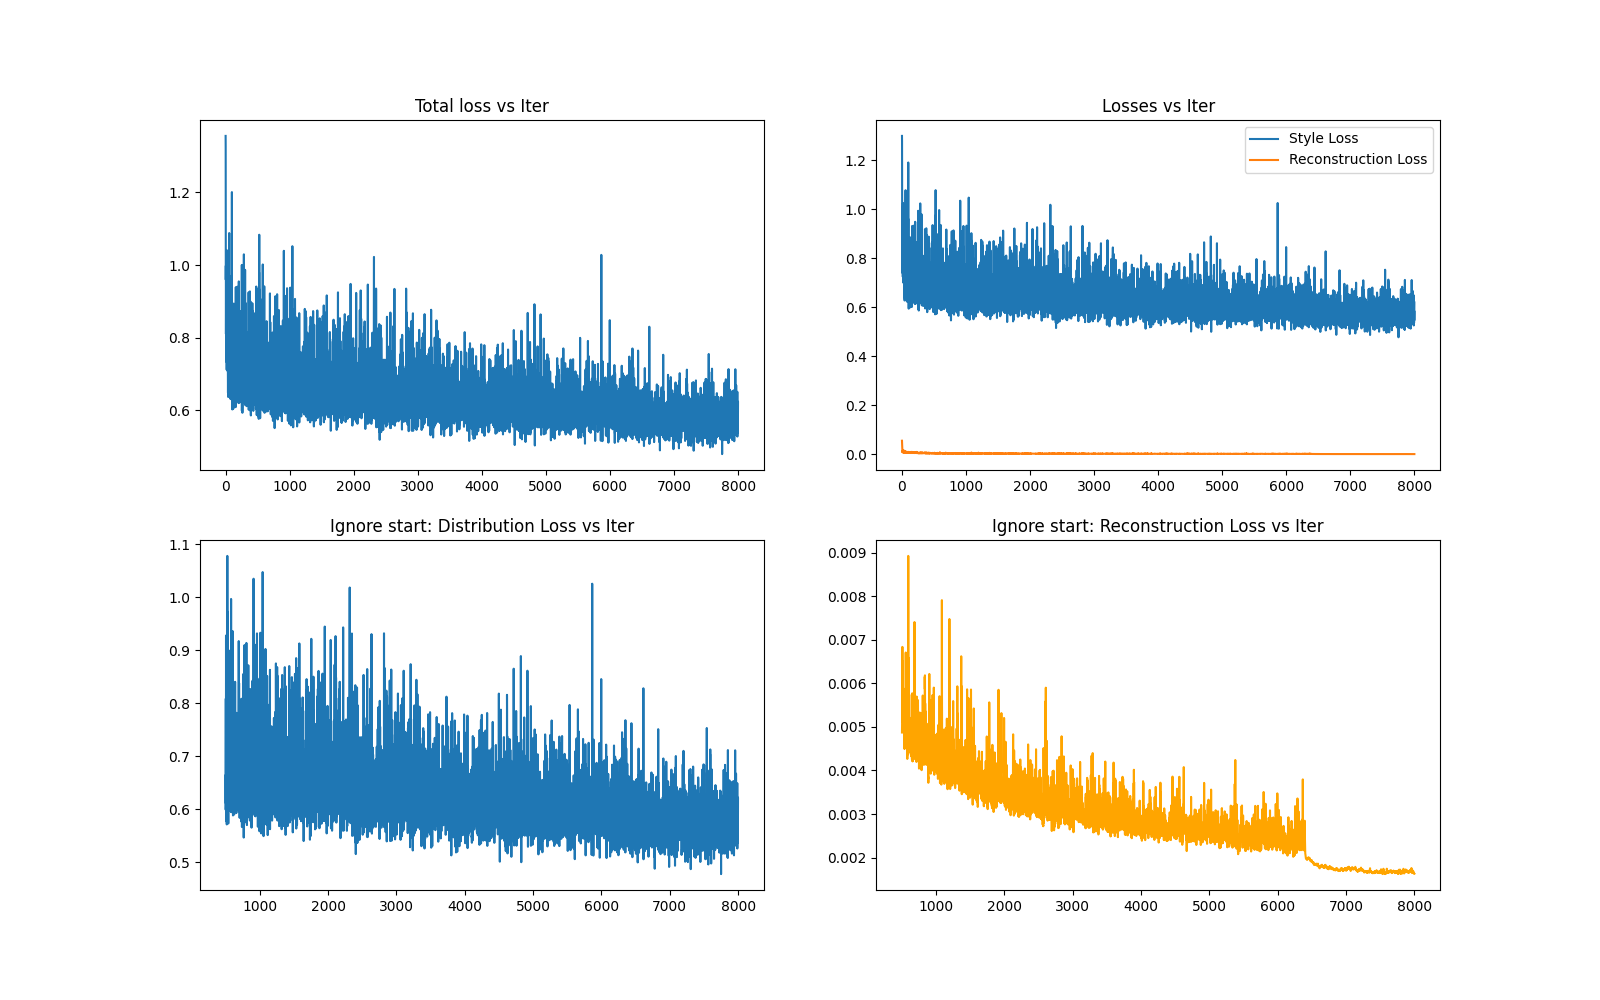 Total loss vs Iter
1.2
1.0
0.8
0.6
0 1000 2000 3000 4000 5000 6000 7000 8000
Losses vs Iter
Style Loss
Reconstruction Loss
1.2
1.0
0.8
0.6
0.4
0.2
0.0
0 1000 2000 3000 4000 5000 6000 7000 8000
Ignore start: Distribution Loss vs Iter
1.1
1.0
0.9
0.8
0.7
0.6
0.5
1000 2000 3000 4000 5000 6000 7000 8000
Ignore start: Reconstruction Loss vs Iter
0.009
0.008
0.007
0.006
0.005
0.004
0.003
0.002
1000 2000 3000 4000 5000 6000 7000 8000